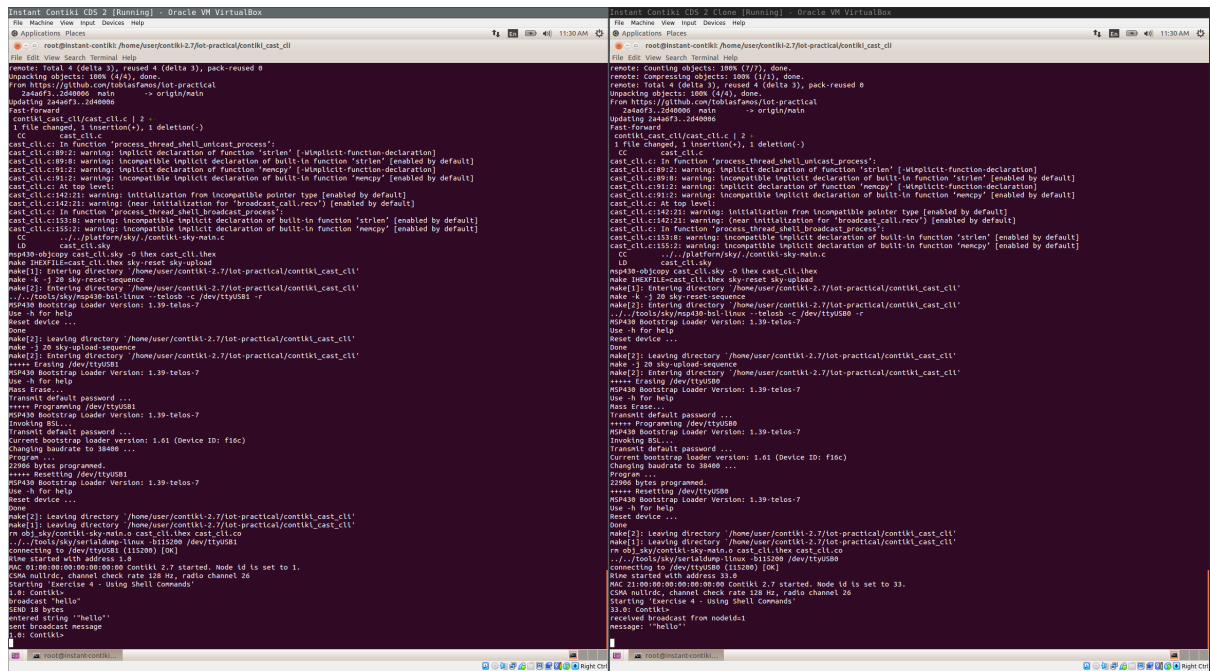 Instant Contiki CDS 2 [Running] - Oracle VM VirtualBox
File Machine View Input Devices Help
Applications Places
En
11:30 AM
root@instant-contiki: /home/user/contiki-2.7/iot-practical/contiki_cast_cli
File Edit View Search Terminal Help
remote: Total 4 (delta 3), reused 4 (delta 3), pack-reused 0
Unpacking objects: 100% (4/4), done.
From https://github.com/tobiasfamos/iot-practical
2a4a6f3..2d40006 main -> origin/main
Updating 2a4a6f3..2d40006
Fast-forward
contiki_cast_cli/cast_cli.c | 2 +-
1 file changed, 1 insertion(+), 1 deletion(-)
CC cast_cli.c
cast_cli.c: In function ‘process_thread_shell_unicast_process’:
cast_cli.c:89:2: warning: implicit declaration of function ‘strlen’ [-Wimplicit-function-declaration]
cast_cli.c:89:8: warning: incompatible implicit declaration of built-in function ‘strlen’ [enabled by default]
cast_cli.c:91:2: warning: implicit declaration of function ‘memcpy’ [-Wimplicit-function-declaration]
cast_cli.c:91:2: warning: incompatible implicit declaration of built-in function ‘memcpy’ [enabled by default]
cast_cli.c: At top level:
cast_cli.c:142:21: warning: initialization from incompatible pointer type [enabled by default]
cast_cli.c:142:21: warning: (near initialization for ‘broadcast_call.recv’) [enabled by default]
cast_cli.c: In function ‘process_thread_shell_broadcast_process’:
cast_cli.c:153:8: warning: incompatible implicit declaration of built-in function ‘strlen’ [enabled by default]
cast_cli.c:155:2: warning: incompatible implicit declaration of built-in function ‘memcpy’ [enabled by default]
CC ../../platform/sky/./contiki-sky-main.c
LD cast_cli.sky
msp430-objcopy cast_cli.sky -O ihex cast_cli.ihex
make IHEXFILE=cast_cli.ihex sky-reset sky-upload
make[1]: Entering directory `/home/user/contiki-2.7/iot-practical/contiki_cast_cli'
make -k -j 20 sky-reset-sequence
make[2]: Entering directory `/home/user/contiki-2.7/iot-practical/contiki_cast_cli'
../../tools/sky/msp430-bsl-linux --telosb -c /dev/ttyUSB1 -r
MSP430 Bootstrap Loader Version: 1.39-telos-7
Use -h for help
Reset device ...
Done
make[2]: Leaving directory `/home/user/contiki-2.7/iot-practical/contiki_cast_cli'
make -j 20 sky-upload-sequence
make[2]: Entering directory `/home/user/contiki-2.7/iot-practical/contiki_cast_cli'
+++++ Erasing /dev/ttyUSB1
MSP430 Bootstrap Loader Version: 1.39-telos-7
Use -h for help
Mass Erase...
Transmit default password ...
+++++ Programming /dev/ttyUSB1
MSP430 Bootstrap Loader Version: 1.39-telos-7
Invoking BSL...
Transmit default password ...
Current bootstrap loader version: 1.61 (Device ID: f16c)
Changing baudrate to 38400 ...
Program ...
22906 bytes programmed.
+++++ Resetting /dev/ttyUSB1
MSP430 Bootstrap Loader Version: 1.39-telos-7
Use -h for help
Reset device ...
Done
make[2]: Leaving directory `/home/user/contiki-2.7/iot-practical/contiki_cast_cli'
make[1]: Leaving directory `/home/user/contiki-2.7/iot-practical/contiki_cast_cli'
rm obj_sky/contiki-sky-main.o cast_cli.ihex cast_cli.co
../../tools/sky/serialdump-linux -b115200 /dev/ttyUSB1
connecting to /dev/ttyUSB1 (115200) [OK]
Rime started with address 1.0
MAC 01:00:00:00:00:00:00:00 Contiki 2.7 started. Node id is set to 1.
CSMA nullrdc, channel check rate 128 Hz, radio channel 26
Starting 'Exercise 4 - Using Shell Commands'
1.0: Contiki>
broadcast "hello"
SEND 18 bytes
entered string '"hello"'
sent broadcast message
1.0: Contiki>
root@instant-contiki:...
Right Ctrl
Instant Contiki CDS 2 Clone [Running] - Oracle VM VirtualBox
File Machine View Input Devices Help
Applications Places
En
11:30 AM
root@instant-contiki: /home/user/contiki-2.7/iot-practical/contiki_cast_cli
File Edit View Search Terminal Help
remote: Counting objects: 100% (7/7), done.
remote: Compressing objects: 100% (1/1), done.
remote: Total 4 (delta 3), reused 4 (delta 3), pack-reused 0
Unpacking objects: 100% (4/4), done.
From https://github.com/tobiasfamos/iot-practical
2a4a6f3..2d40006 main -> origin/main
Updating 2a4a6f3..2d40006
Fast-forward
contiki_cast_cli/cast_cli.c | 2 +-
1 file changed, 1 insertion(+), 1 deletion(-)
CC cast_cli.c
cast_cli.c: In function ‘process_thread_shell_unicast_process’:
cast_cli.c:89:2: warning: implicit declaration of function ‘strlen’ [-Wimplicit-function-declaration]
cast_cli.c:89:8: warning: incompatible implicit declaration of built-in function ‘strlen’ [enabled by default]
cast_cli.c:91:2: warning: implicit declaration of function ‘memcpy’ [-Wimplicit-function-declaration]
cast_cli.c:91:2: warning: incompatible implicit declaration of built-in function ‘memcpy’ [enabled by default]
cast_cli.c: At top level:
cast_cli.c:142:21: warning: initialization from incompatible pointer type [enabled by default]
cast_cli.c:142:21: warning: (near initialization for ‘broadcast_call.recv’) [enabled by default]
cast_cli.c: In function ‘process_thread_shell_broadcast_process’:
cast_cli.c:153:8: warning: incompatible implicit declaration of built-in function ‘strlen’ [enabled by default]
cast_cli.c:155:2: warning: incompatible implicit declaration of built-in function ‘memcpy’ [enabled by default]
CC ../../platform/sky/./contiki-sky-main.c
LD cast_cli.sky
msp430-objcopy cast_cli.sky -O ihex cast_cli.ihex
make IHEXFILE=cast_cli.ihex sky-reset sky-upload
make[1]: Entering directory `/home/user/contiki-2.7/iot-practical/contiki_cast_cli'
make -k -j 20 sky-reset-sequence
make[2]: Entering directory `/home/user/contiki-2.7/iot-practical/contiki_cast_cli'
../../tools/sky/msp430-bsl-linux --telosb -c /dev/ttyUSB0 -r
MSP430 Bootstrap Loader Version: 1.39-telos-7
Use -h for help
Reset device ...
Done
make[2]: Leaving directory `/home/user/contiki-2.7/iot-practical/contiki_cast_cli'
make -j 20 sky-upload-sequence
make[2]: Entering directory `/home/user/contiki-2.7/iot-practical/contiki_cast_cli'
+++++ Erasing /dev/ttyUSB0
MSP430 Bootstrap Loader Version: 1.39-telos-7
Use -h for help
Mass Erase...
Transmit default password ...
+++++ Programming /dev/ttyUSB0
MSP430 Bootstrap Loader Version: 1.39-telos-7
Invoking BSL...
Transmit default password ...
Current bootstrap loader version: 1.61 (Device ID: f16c)
Changing baudrate to 38400 ...
Program ...
22906 bytes programmed.
+++++ Resetting /dev/ttyUSB0
MSP430 Bootstrap Loader Version: 1.39-telos-7
Use -h for help
Reset device ...
Done
make[2]: Leaving directory `/home/user/contiki-2.7/iot-practical/contiki_cast_cli'
make[1]: Leaving directory `/home/user/contiki-2.7/iot-practical/contiki_cast_cli'
rm obj_sky/contiki-sky-main.o cast_cli.ihex cast_cli.co
../../tools/sky/serialdump-linux -b115200 /dev/ttyUSB0
connecting to /dev/ttyUSB0 (115200) [OK]
Rime started with address 33.0
MAC 21:00:00:00:00:00:00:00 Contiki 2.7 started. Node id is set to 33.
CSMA nullrdc, channel check rate 128 Hz, radio channel 26
Starting 'Exercise 4 - Using Shell Commands'
33.0: Contiki>
received broadcast from nodeid=1
message: '"hello"'
root@instant-contiki:...
Right Ctrl